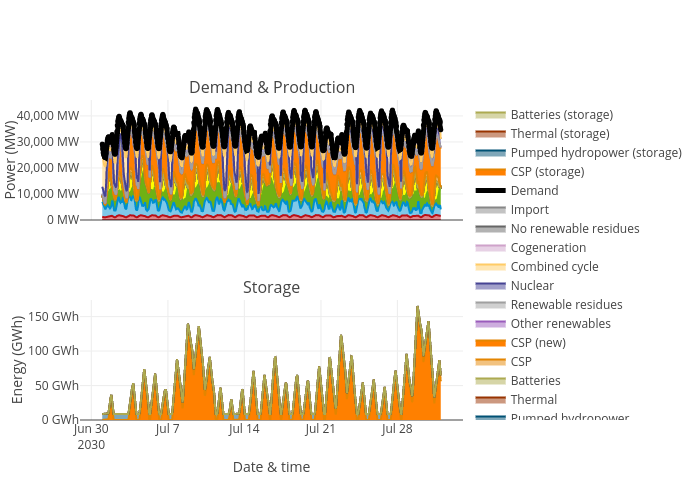 Demand & Production
Power (MW)
40,000 MW
30,000 MW
20,000 MW
10,000 MW
0 MW
Storage
Energy (GWh)
150 GWh
100 GWh
50 GWh
0 GWh
Jun 30
2030
Jul 7
Jul 14
Jul 21
Jul 28
Date & time
Batteries (storage)
Thermal (storage)
Pumped hydropower (storage)
CSP (storage)
Demand
Import
No renewable residues
Cogeneration
Combined cycle
Nuclear
Renewable residues
Other renewables
CSP (new)
CSP
Batteries
Thermal
Pumped hydropower